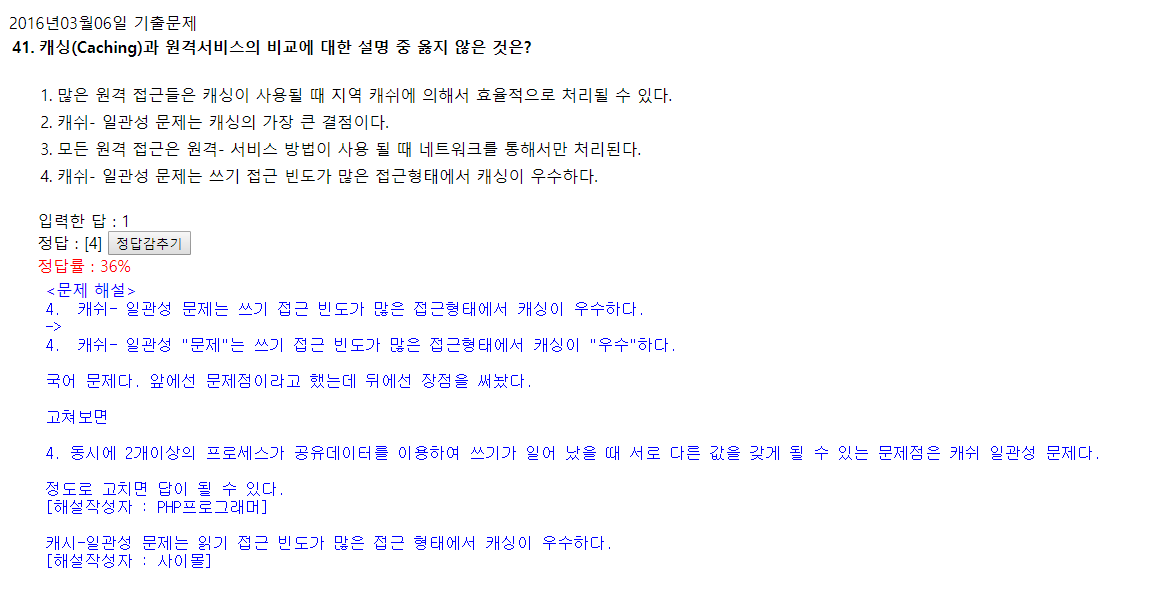 2016년03월06일 기출문제
41. 캐싱(Caching)과 원격서비스의 비교에 대한 설명 중 옳지 않은 것은?
1. 많은 원격 접근들은 캐싱이 사용될 때 지역 캐쉬에 의해서 효율적으로 처리될 수 있다.
2. 캐쉬- 일관성 문제는 캐싱의 가장 큰 결점이다.
3. 모든 원격 접근은 원격- 서비스 방법이 사용 될 때 네트워크를 통해서만 처리된다.
4. 캐쉬- 일관성 문제는 쓰기 접근 빈도가 많은 접근형태에서 캐싱이 우수하다.
입력한 답 : 1
정답 : [4] 정답감추기
정답률 : 36%
<문제 해설>
4. 캐쉬- 일관성 문제는 쓰기 접근 빈도가 많은 접근형태에서 캐싱이 우수하다.
->
4. 캐쉬- 일관성 "문제"는 쓰기 접근 빈도가 많은 접근형태에서 캐싱이 "우수"하다.
국어 문제다. 앞에선 문제점이라고 했는데 뒤에선 장점을 써놨다.
고쳐보면
4. 동시에 2개이상의 프로세스가 공유데이터를 이용하여 쓰기가 일어 났을 때 서로 다른 값을 갖게 될 수 있는 문제점은 캐쉬 일관성 문제다.
정도로 고치면 답이 될 수 있다.
[해설작성자 : PHP프로그래머]
캐시-일관성 문제는 읽기 접근 빈도가 많은 접근 형태에서 캐싱이 우수하다.
[해설작성자 : 사이몰]